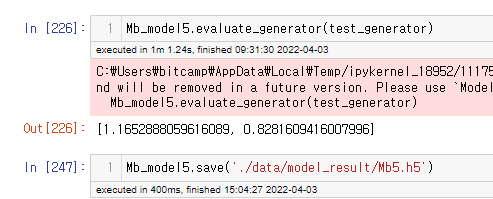 In [226]: 1 Mb_model5.evaluate_generator(test_generator)
executed in 1m 1.24s, finished 09:31:30 2022-04-03
C:₩Users₩bitcamp₩AppData₩Local₩Temp/ipykernel_18952/11175
nd will be removed in a future version. Please use `Model
Mb_model5.evaluate_generator(test_generator)
Out[226]: [1.1652888059616089, 0.8281609416007996]
In [247]: 1 Mb_model5.save('./data/model_result/Mb5.h5')
executed in 400ms, finished 15:04:27 2022-04-03